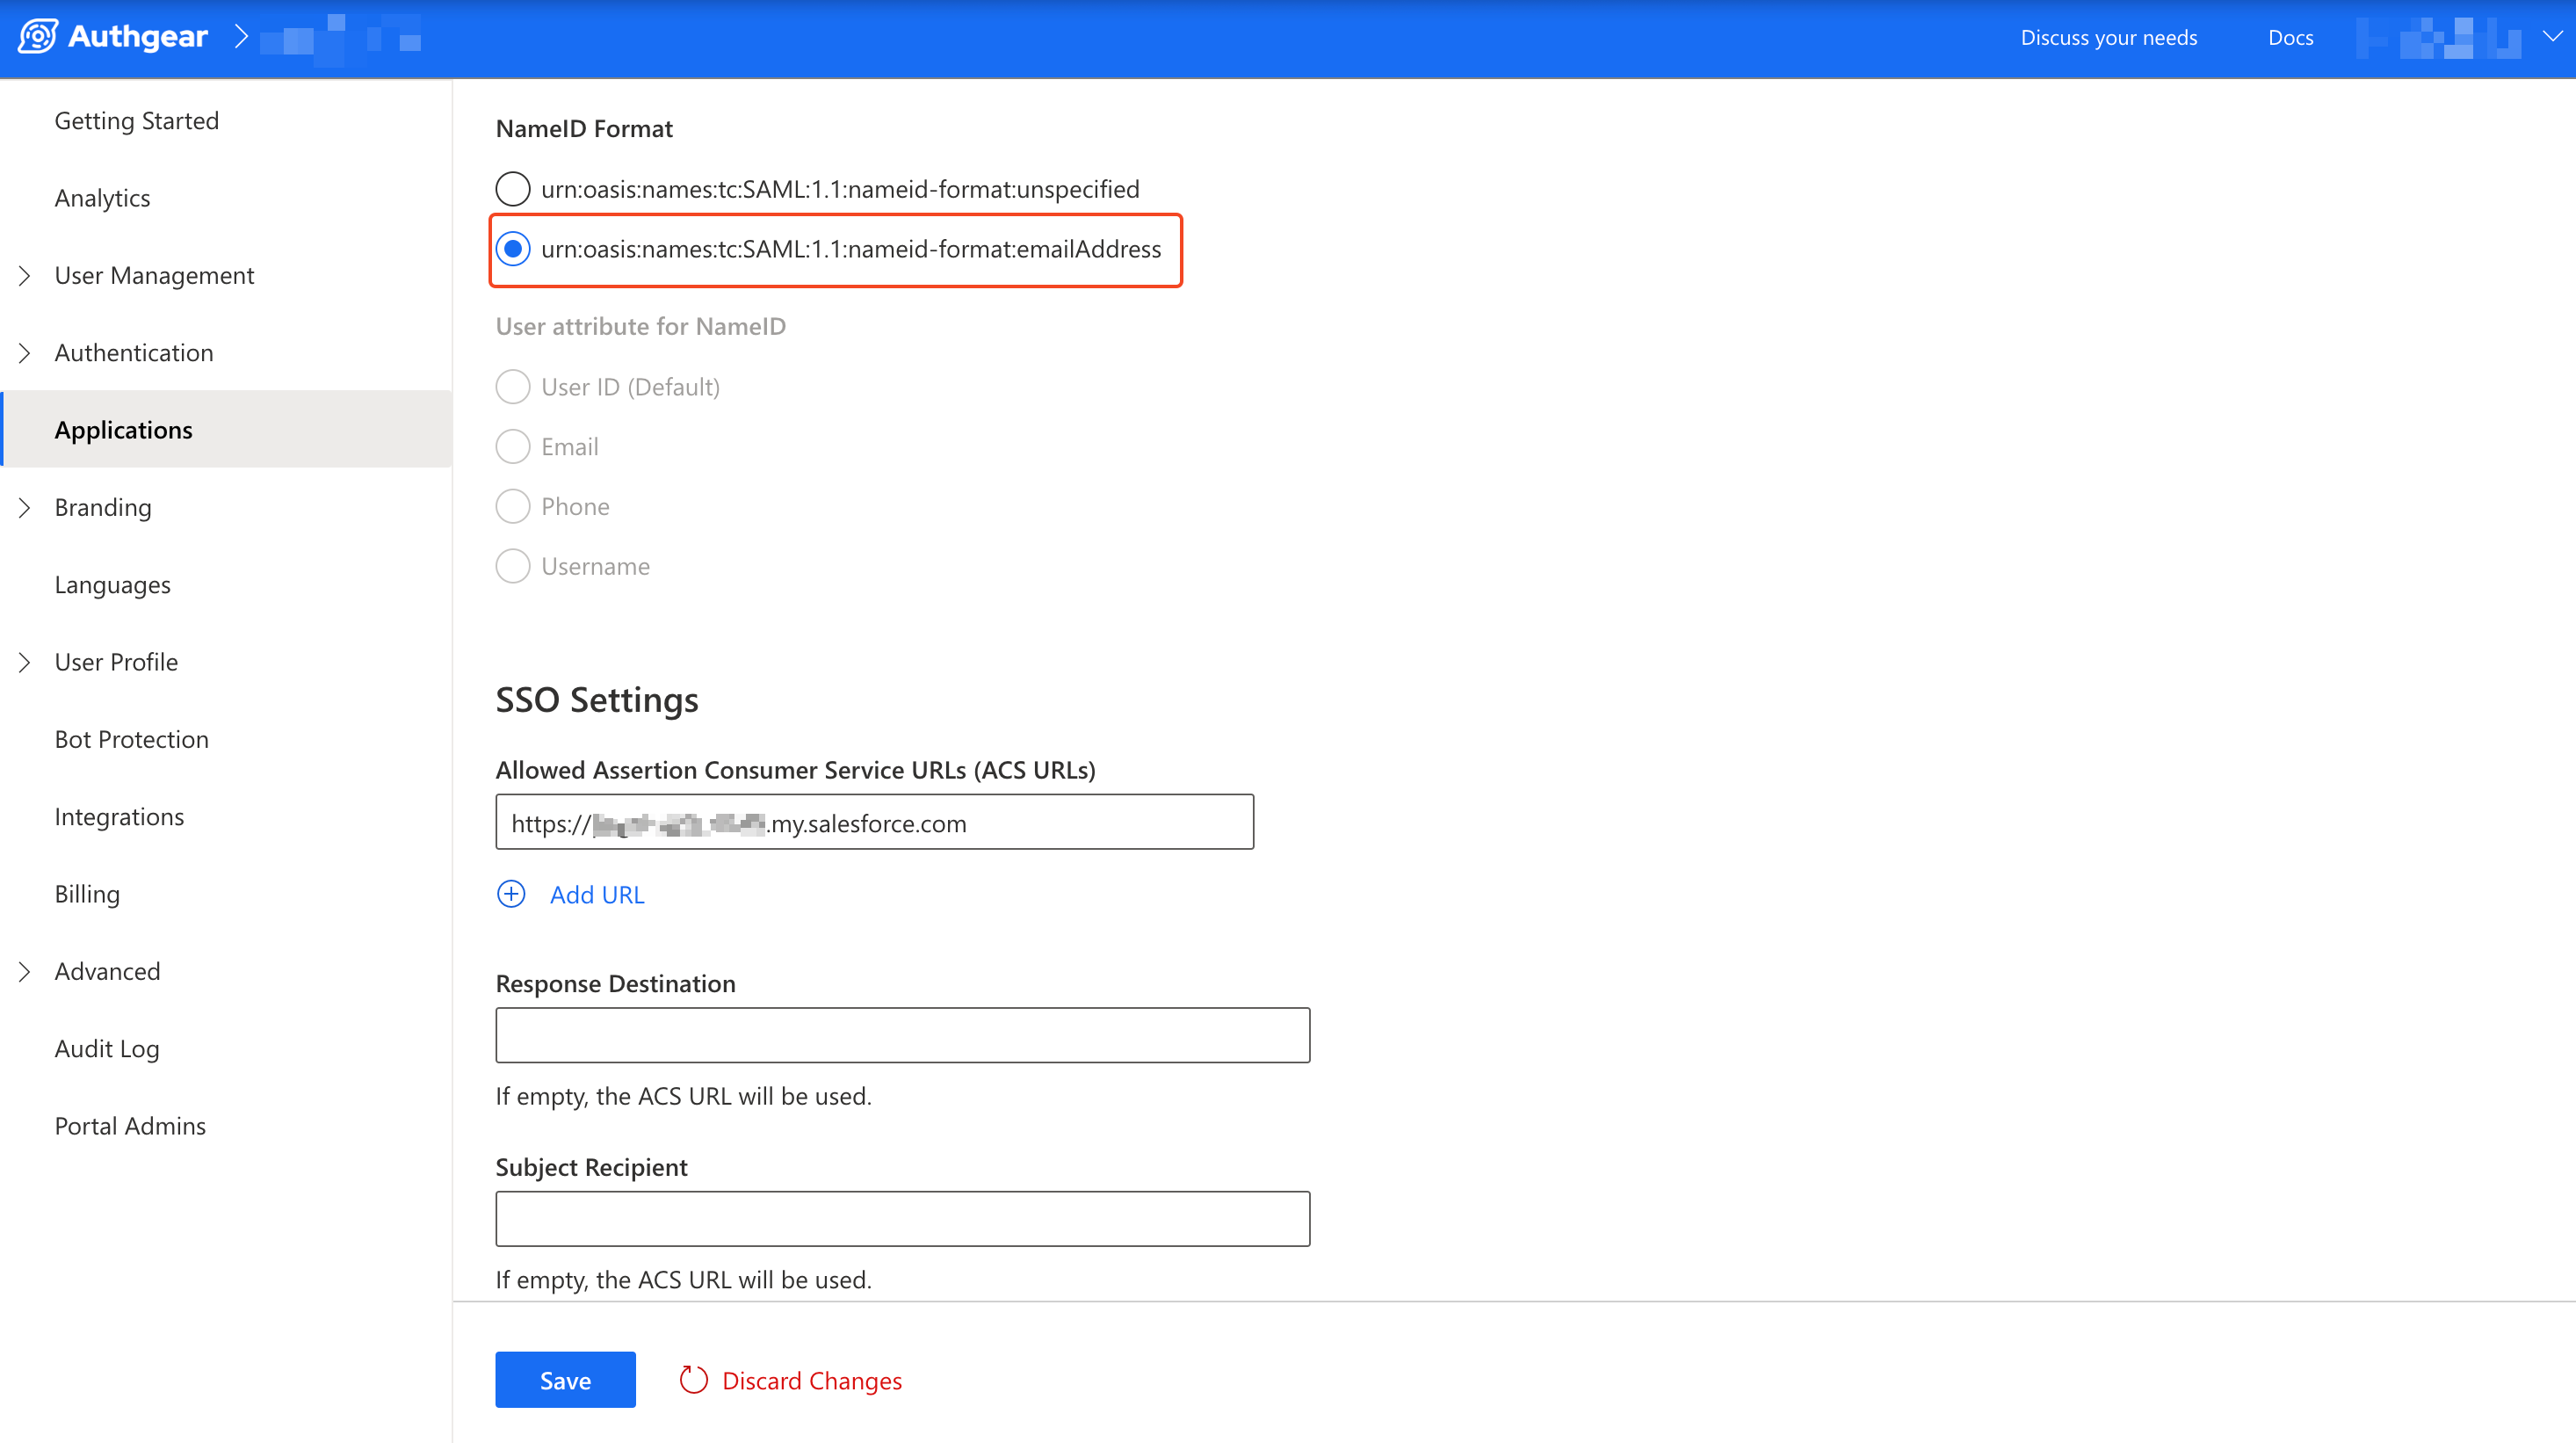 Authgear
Discuss your needs
Docs
Getting Started
Analytics
User Management
Authentication
Applications
Branding
Languages
User Profile
Bot Protection
Integrations
Billing
Advanced
Audit Log
Portal Admins
NameID Format
urn:oasis:names:tc:SAML:1.1:nameid-format:unspecified
urn:oasis:names:tc:SAML:1.1:nameid-format:emailAddress
User attribute for NameID
User ID (Default)
Email
Phone
Username
SSO Settings
Allowed Assertion Consumer Service URLs (ACS URLs)
https:// .my.salesforce.com
Add URL
Response Destination
If empty, the ACS URL will be used.
Subject Recipient
If empty, the ACS URL will be used.
Save
Discard Changes